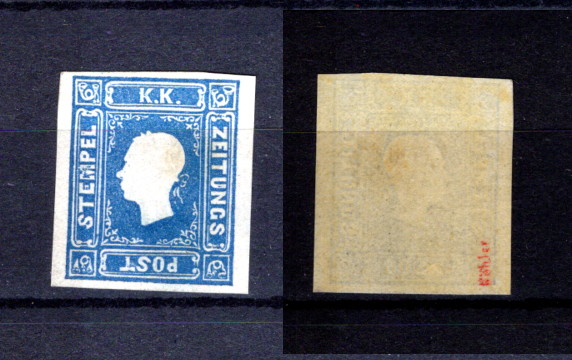 K.K.
ZEITUNGS
POST
STEMPEL